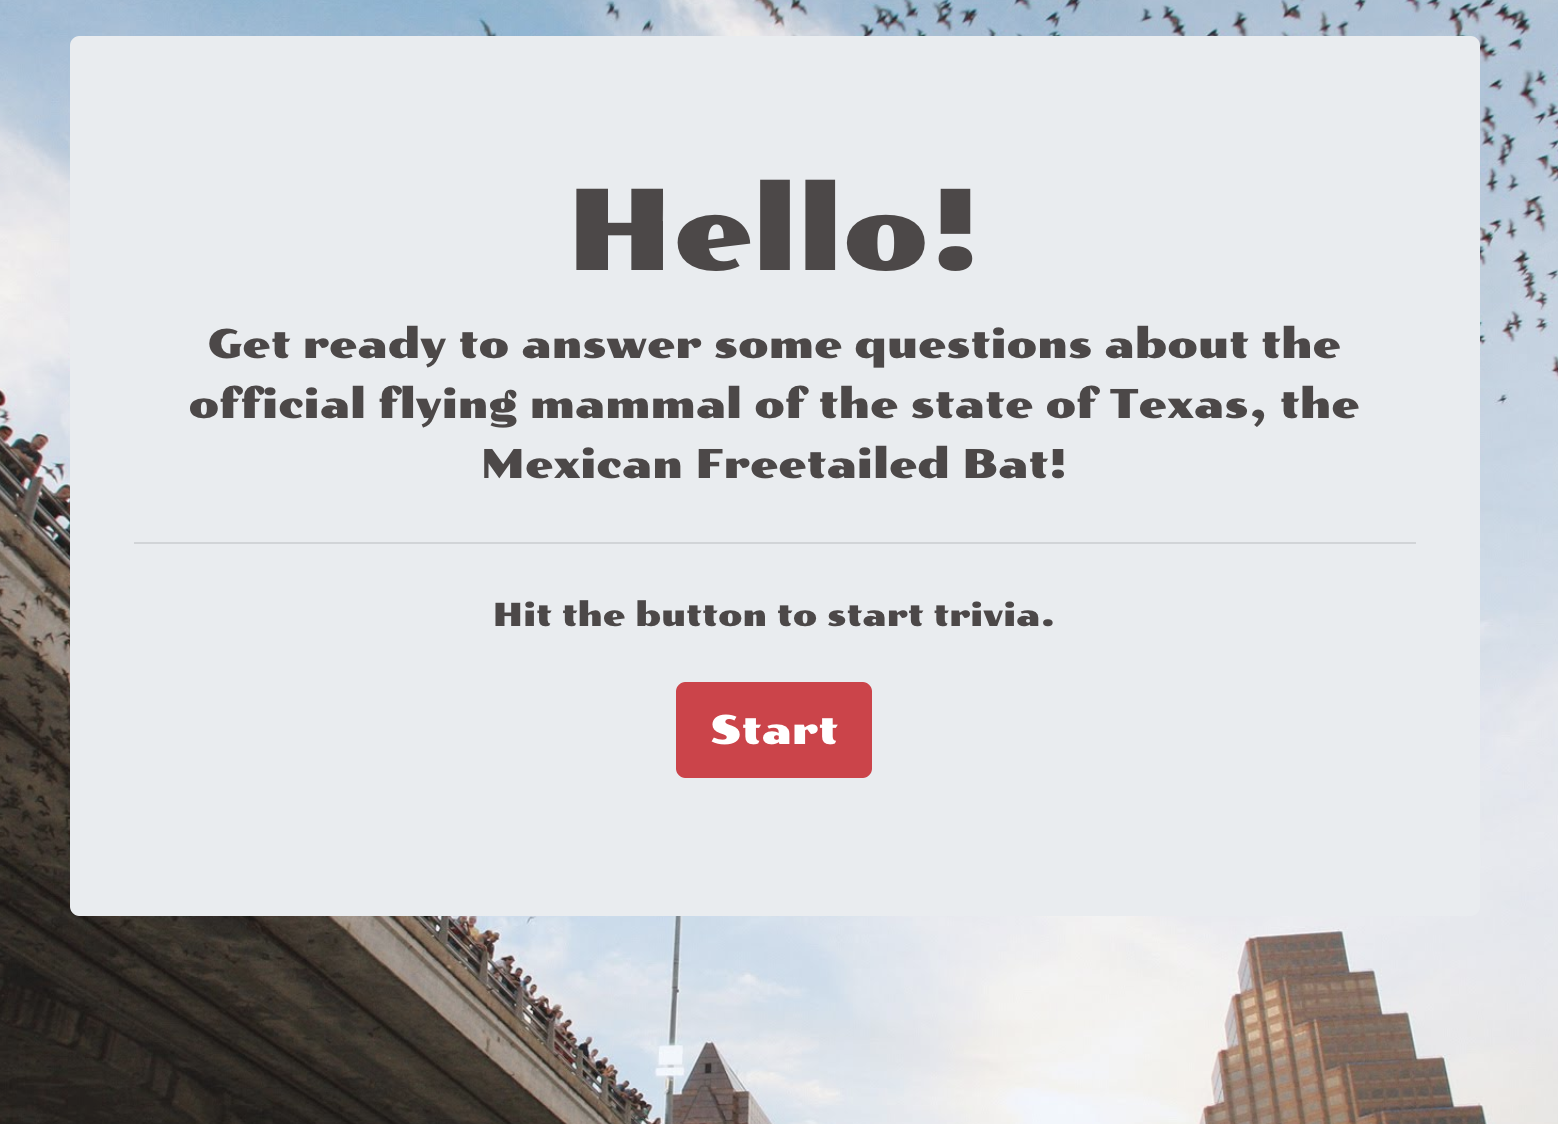 Hello!
Get ready to answer some questions about the
official flying mammal of the state of Texas, the
Mexican Freetailed Bat!
Hit the button to start trivia.
Start